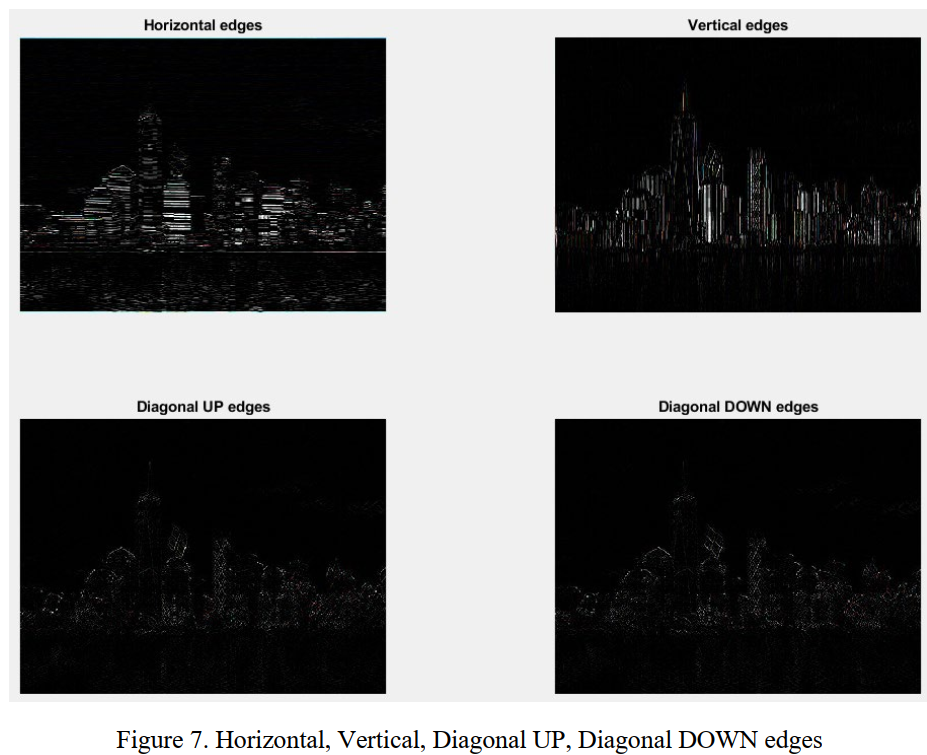 Horizontal edges
Vertical edges
Diagonal UP edges
Diagonal DOWN edges
Figure 7. Horizontal, Vertical, Diagonal UP, Diagonal DOWN edges